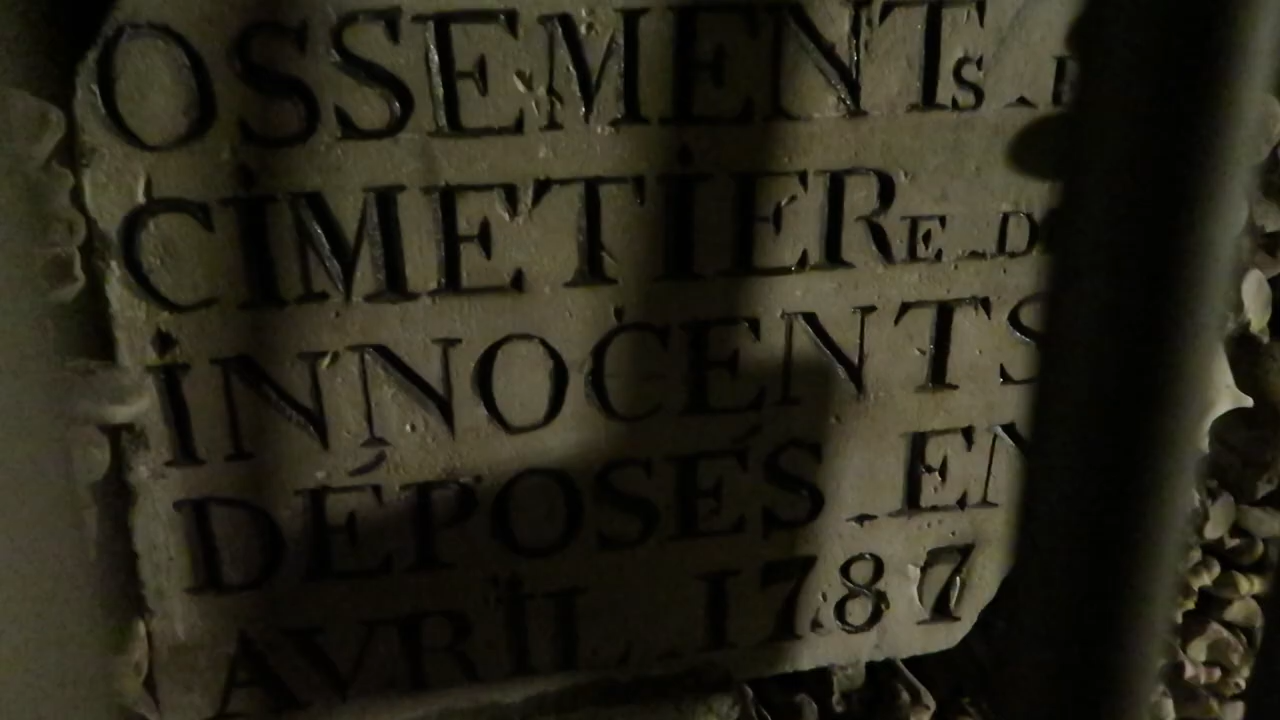 OSSEMENTS
CIMETIERE D
INNOCENTS
DÉPOSÉS . EN
AVRIL . 1787